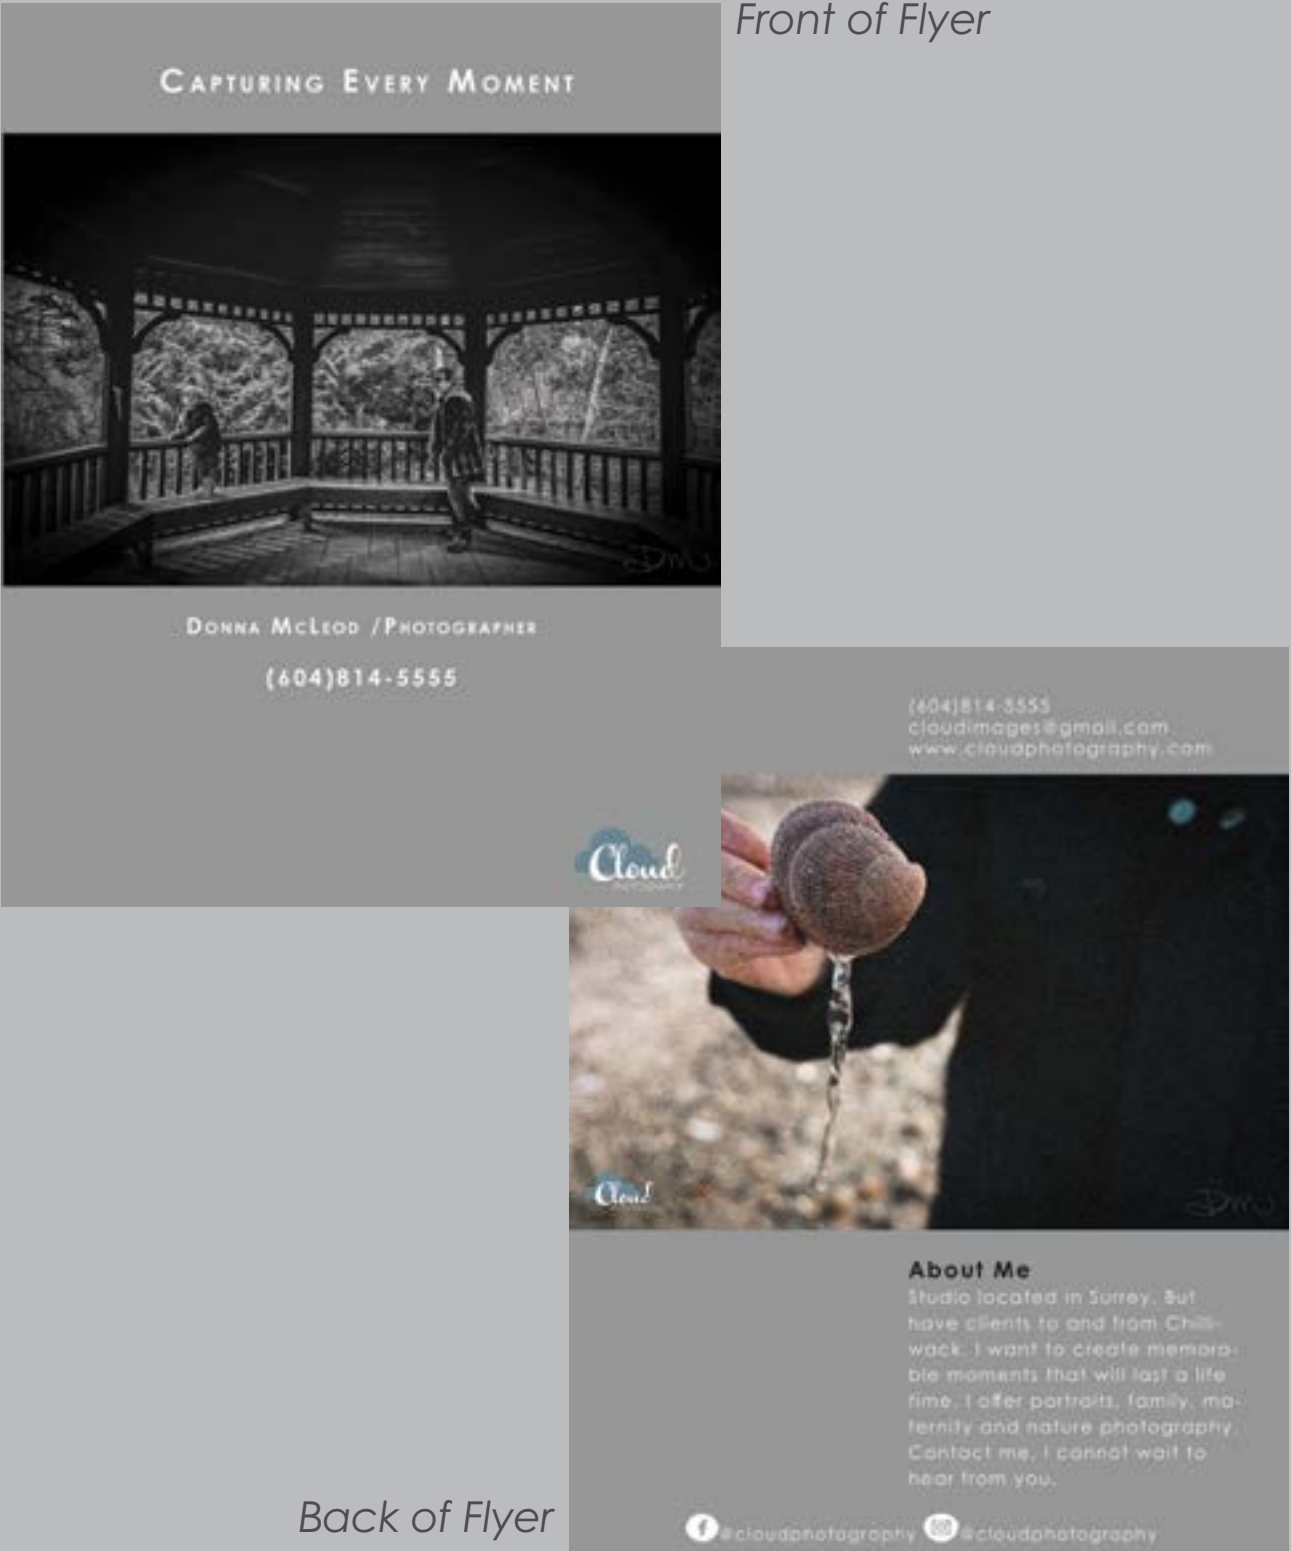 Front of Flyer
CAPTURING EVERY MOMENT
Dm
DONNA MCLEOD /PHOTOGRAPHER
(604)814-5555
Cloud
PHOTOGRAPHY
(604)814-5555
cloudimages@gmail.com
www.cloudphotography.com
Cloud
Dm
About Me
Studio located in Surrey. But
have clients to and from Chilli-
wack. I want to create memora-
ble moments that will last a life
time. I offer portraits, family, ma-
ternity and nature photography.
Contact me, I cannot wait to
hear from you.
@cloudphotography @cloudphotography
Back of Flyer